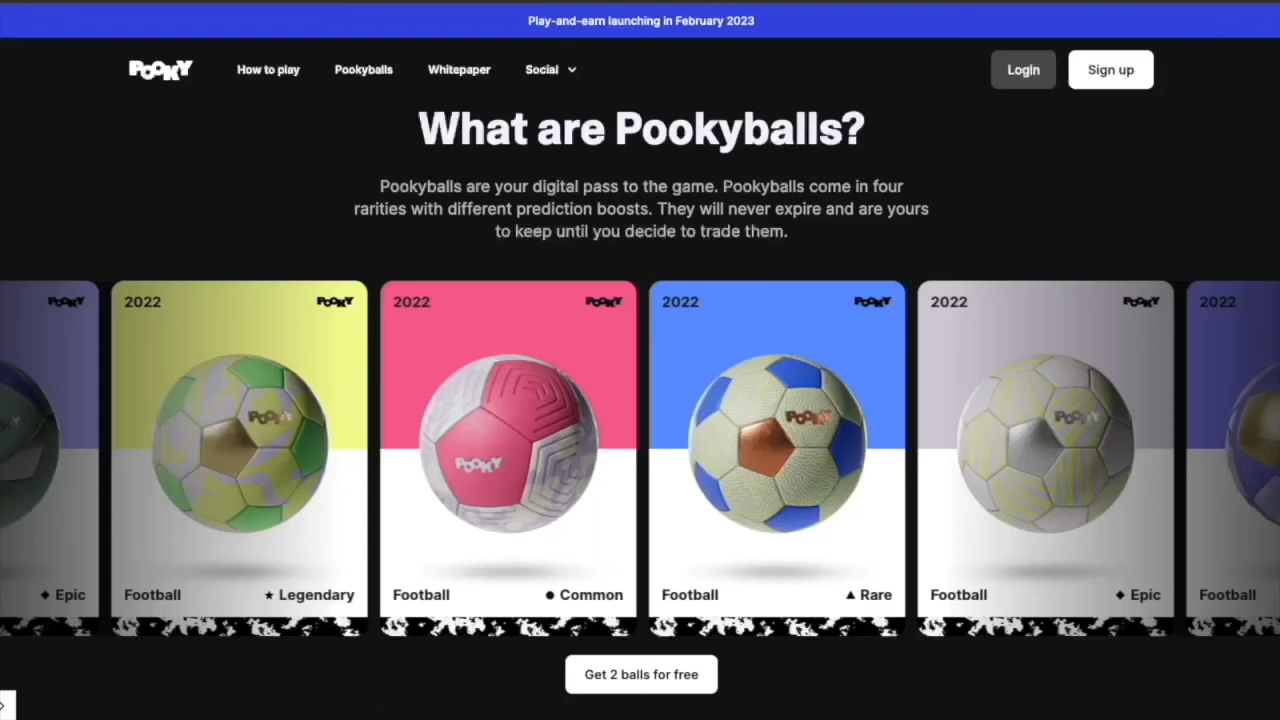 Play-and-earn launching in February 2023
POOKY How to play Pookyballs Whitepaper Social Login Sign up
What are Pookyballs?
Pookyballs are your digital pass to the game. Pookyballs come in four
rarities with different prediction boosts. They will never expire and are yours
to keep until you decide to trade them.
POOKY 2022 POOKY 2022 POOKY 2022 POOKY 2022 POOKY 2022
POOKY POOKY POOKY
POOKY
Epic Football Legendary Football Common Football Rare Football Epic Football
Get 2 balls for free